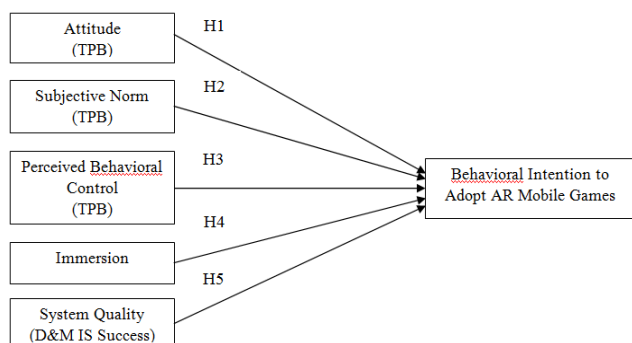 Attitude
(TPB)
H1
Subjective Norm
(TPB)
H2
Perceived Behavioral
Control
(TPB)
H3
Immersion
H4
System Quality
(D&M IS Success)
H5
Behavioral Intention to
Adopt AR Mobile Games